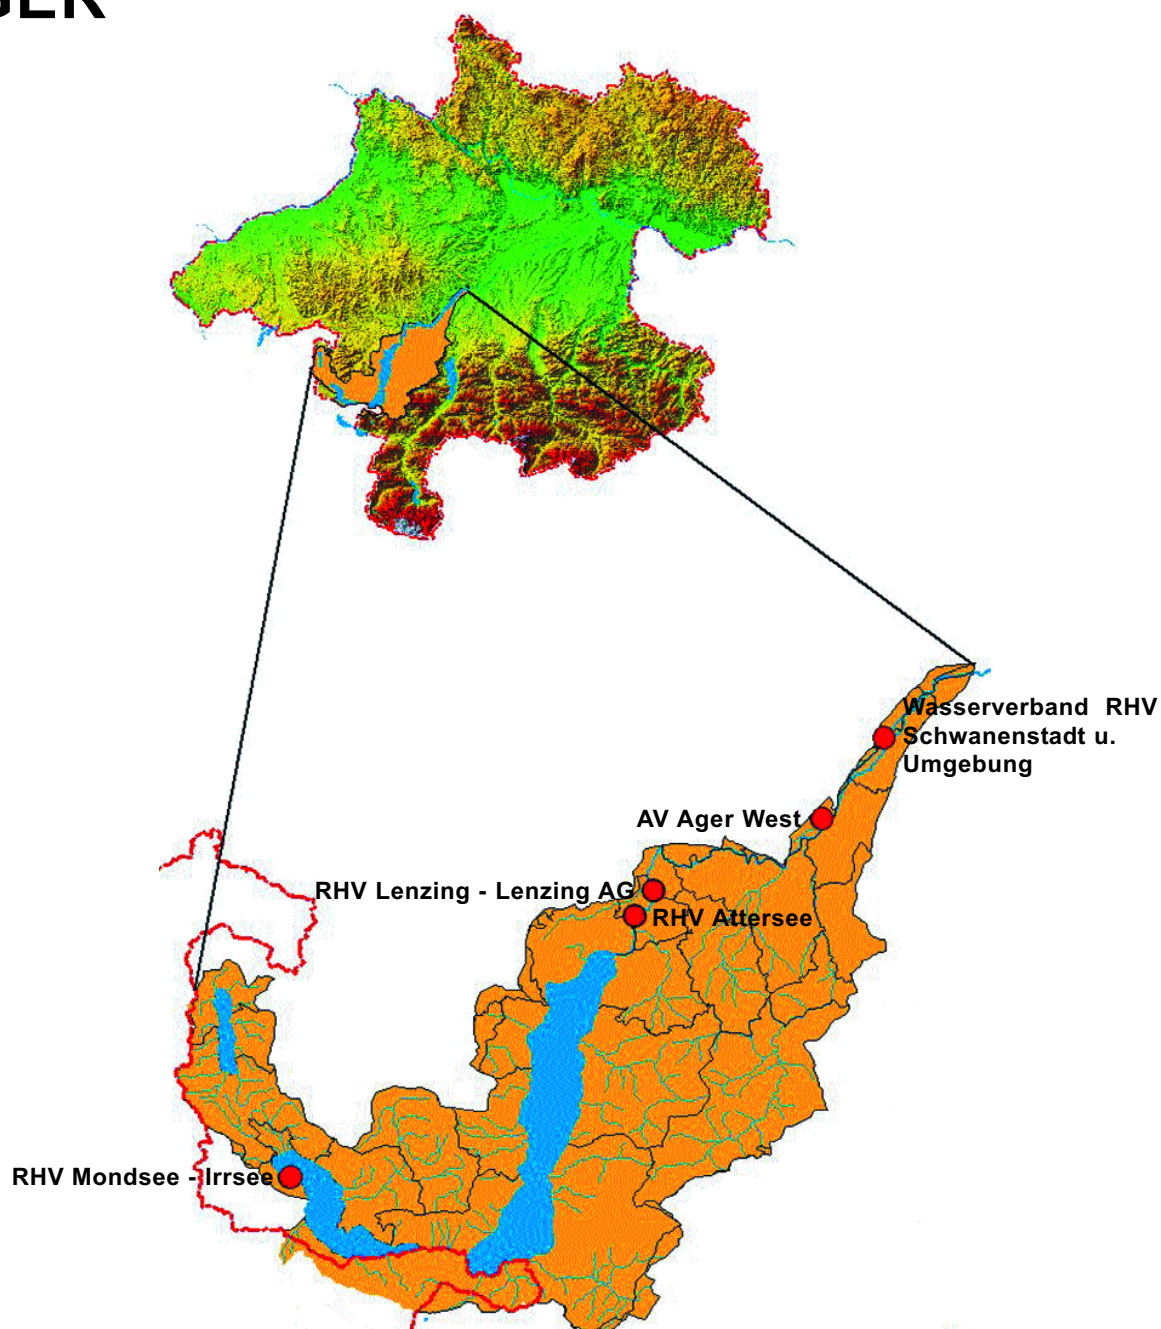 Wasserverband RHV
Schwanenstadt u.
Umgebung
AV Ager West
RHV Lenzing - Lenzing AG
RHV Attersee
RHV Mondsee - Irrsee